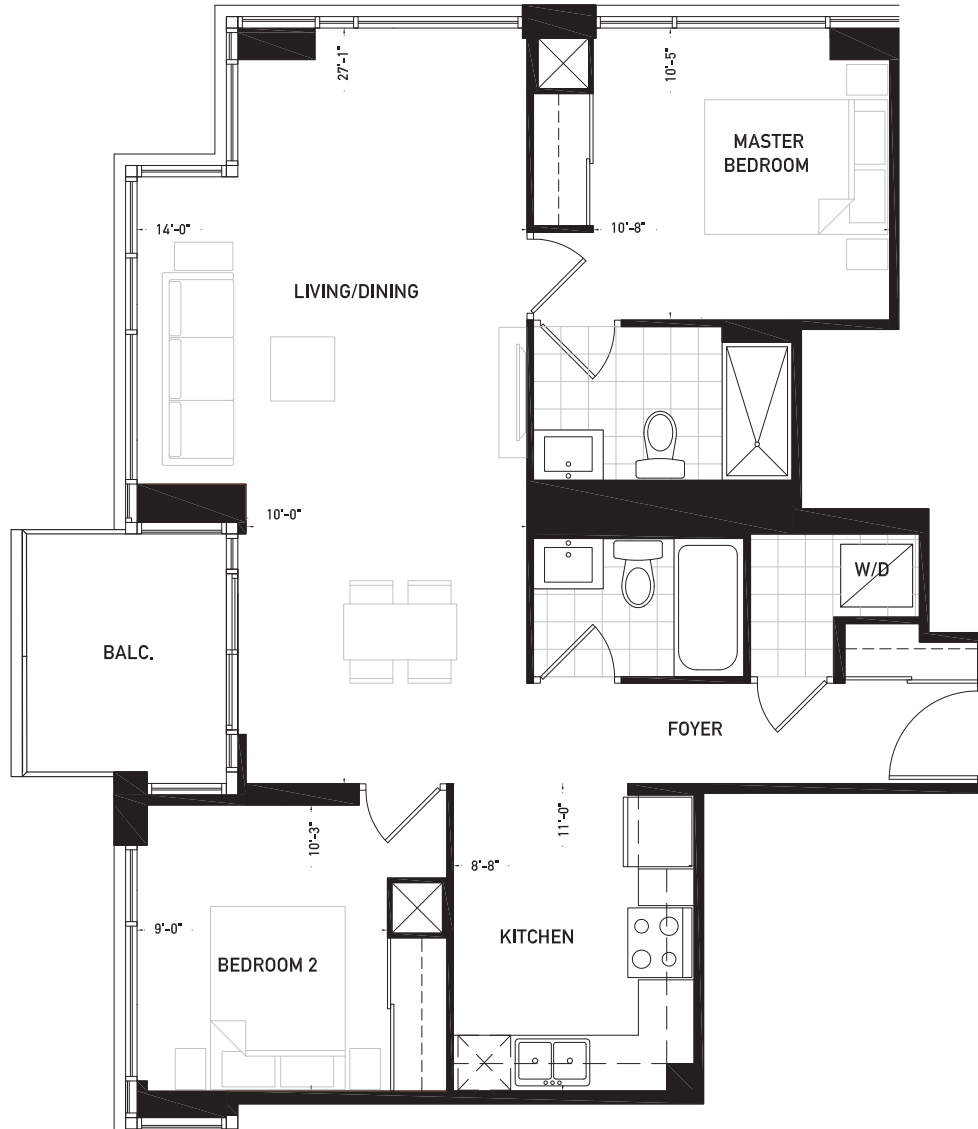 27'-1"
10'-5"
MASTER
BEDROOM
14'-0"
10'-8"
LIVING/DINING
10'-0"
W/D
BALC.
FOYER
10'-3"
11'-0"
8'-8"
9'-0"
KITCHEN
BEDROOM 2